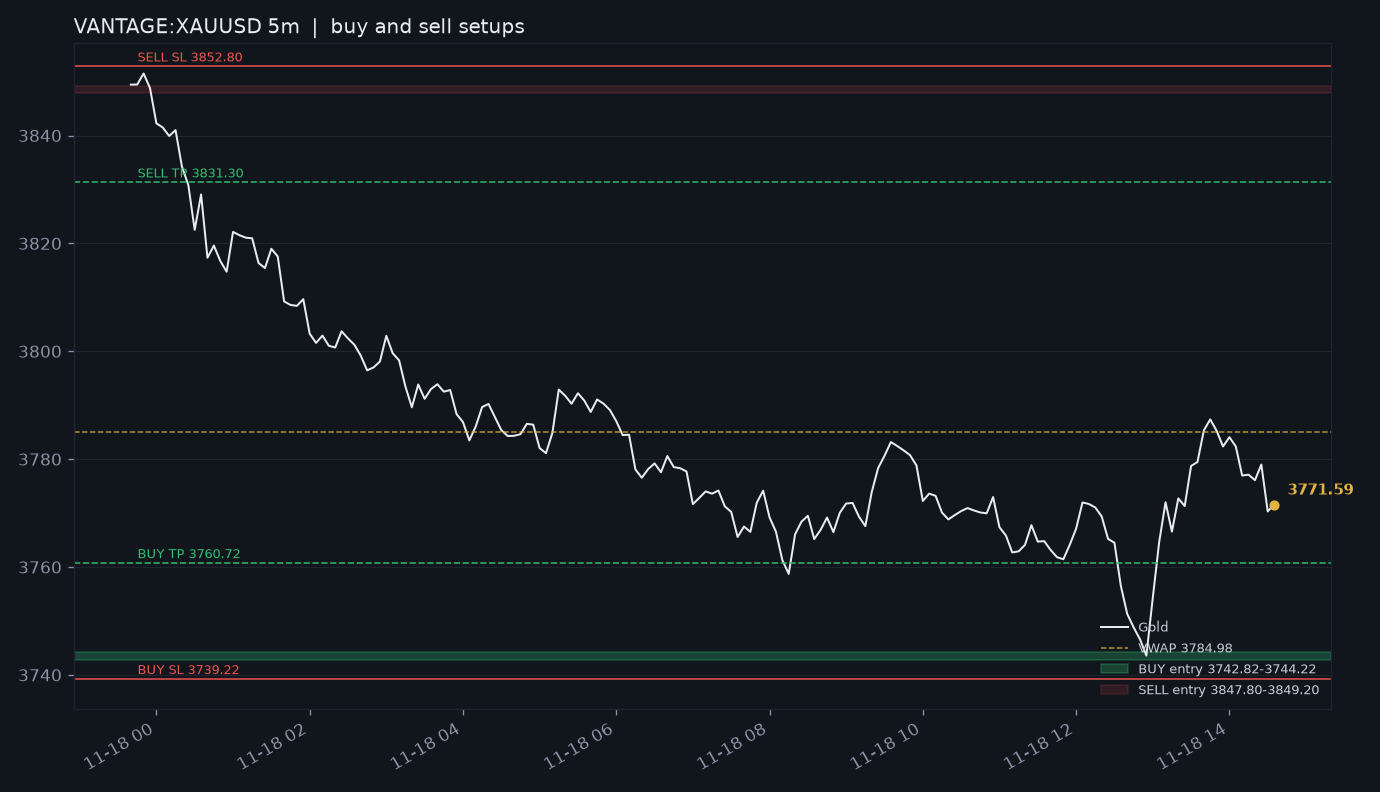 VANTAGE:XAUUSD 5m | buy and sell setups
SELL SL 3852.80
3840
SELL TP 3831.30
3820
3800
3780
3771.59
BUY TP 3760.72
3760
Gold
VWAP 3784.98
BUY entry 3742.82-3744.22
SELL entry 3847.80-3849.20
BUY SL 3739.22
3740
11-18 00
11-18 02
11-18 04
11-18 06
11-18 08
11-18 10
11-18 12
11-18 14